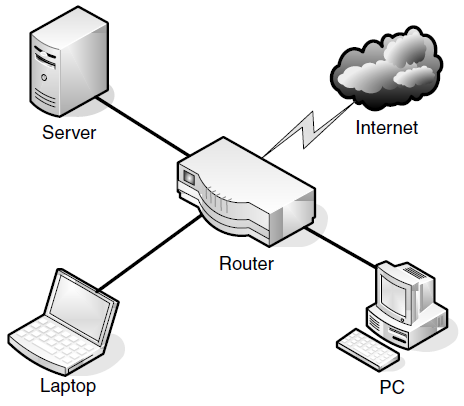 Server
Internet
Router
Laptop
PC